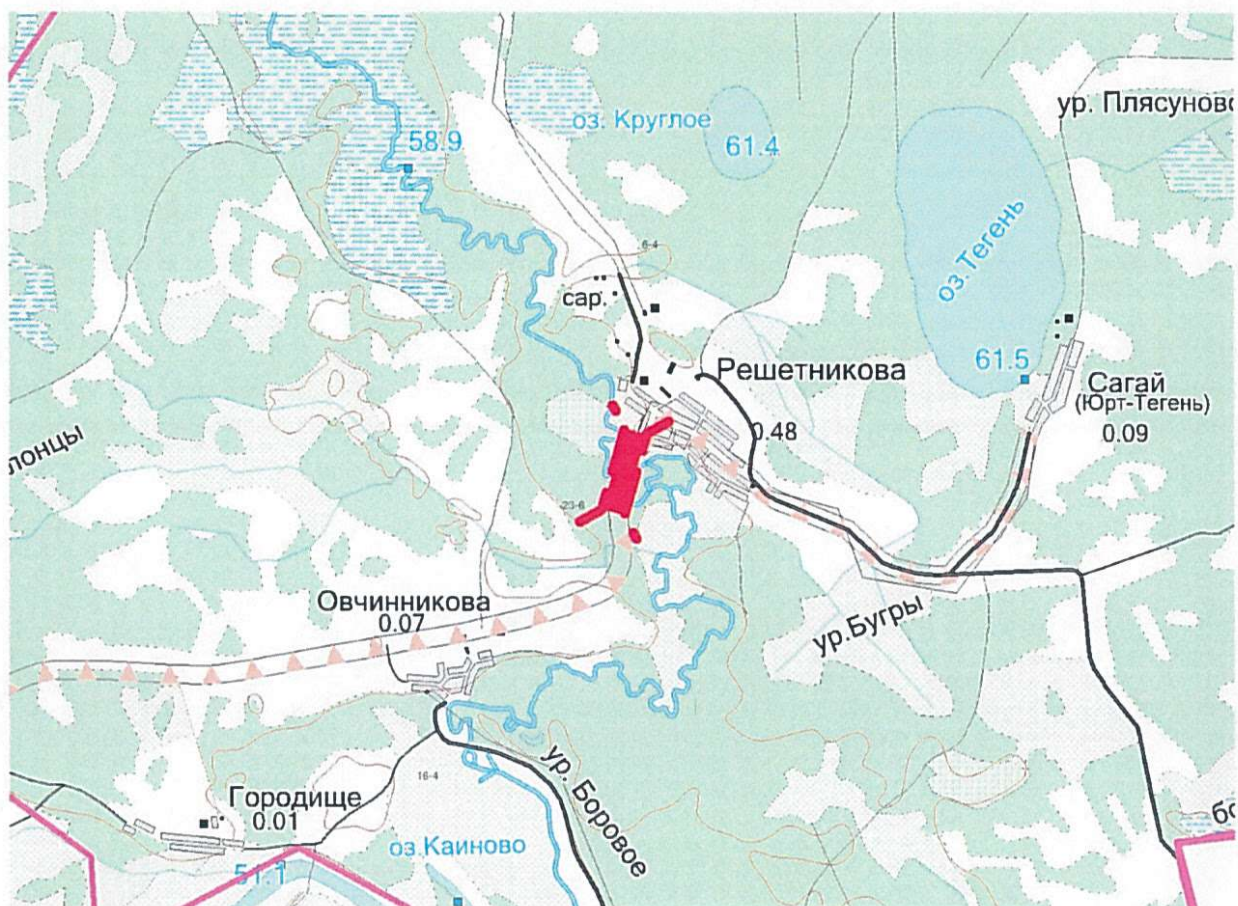 ур. Плясуново
оз. Круглое
58.9
61.4
оз.Тегень
6-4
сар.
Решетникова
61.5
Сагай
(Юрт-Тегень)
0.09
0.48
лонцы
23-6
Овчинникова
0.07
ур.Бугры
ур. Боровое
16-4
Городище
0.01
оз.Каиново
51.1
бо